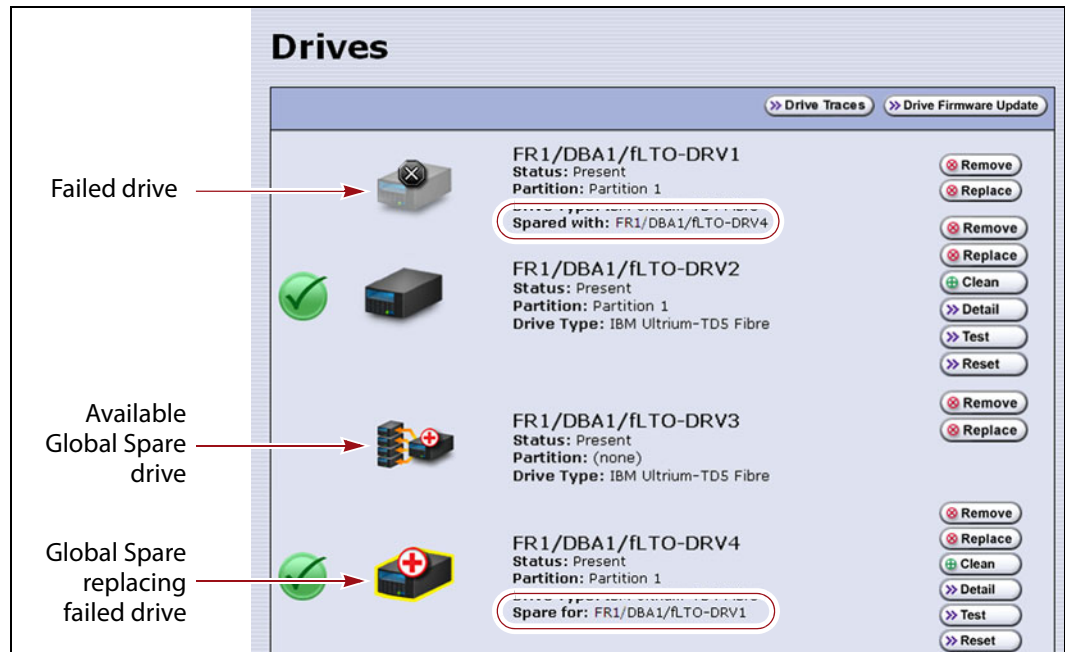 Drives
Drive Traces
Drive Firmware Update
Failed drive
FR1/DBA1/fLTO-DRV1
Status: Present
Partition: Partition 1
Spared with: FR1/DBA1/fLTO-DRV4
Remove
Replace
FR1/DBA1/fLTO-DRV2
Status: Present
Partition: Partition 1
Drive Type: IBM Ultrium-TD5 Fibre
Remove
Replace
Clean
Detail
Test
Reset
Available
Global Spare
drive
FR1/DBA1/fLTO-DRV3
Status: Present
Partition: (none)
Drive Type: IBM Ultrium-TD5 Fibre
Remove
Replace
Global Spare
replacing
failed drive
FR1/DBA1/fLTO-DRV4
Status: Present
Partition: Partition 1
Spare for: FR1/DBA1/fLTO-DRV1
Remove
Replace
Clean
Detail
Test
Reset